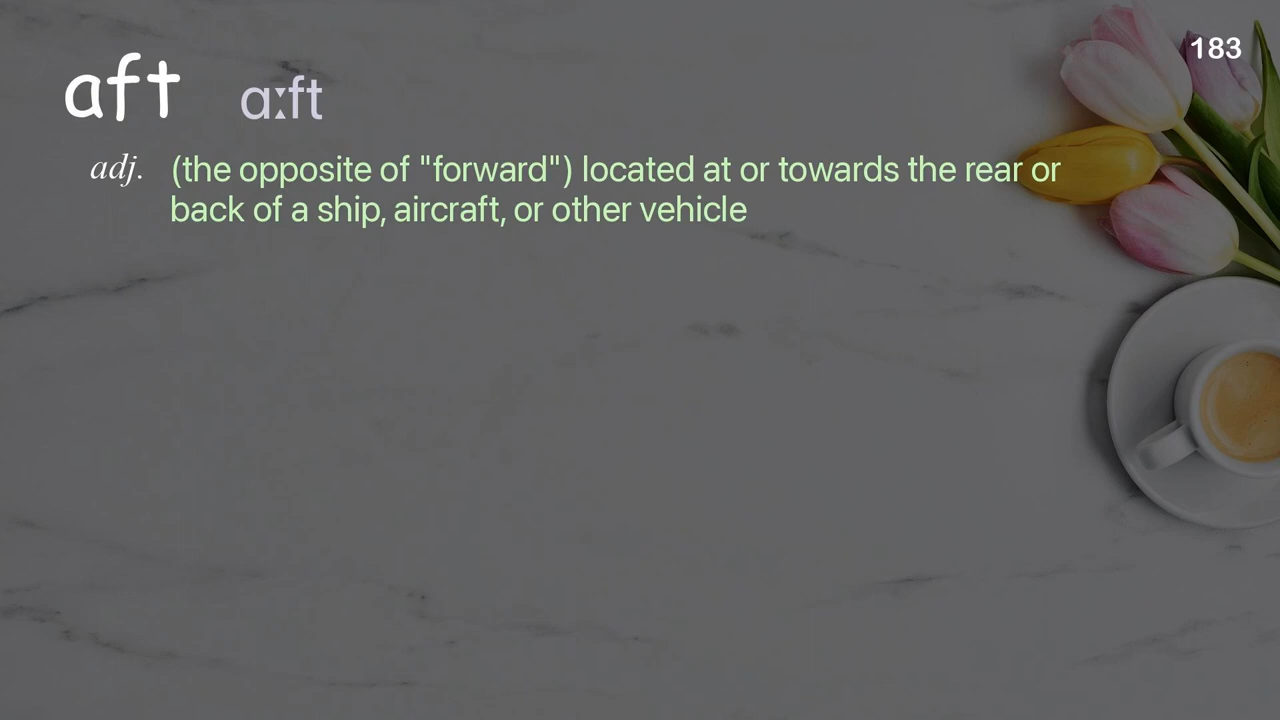 183
aft ɑːft
adj. (the opposite of "forward") located at or towards the rear or
back of a ship, aircraft, or other vehicle